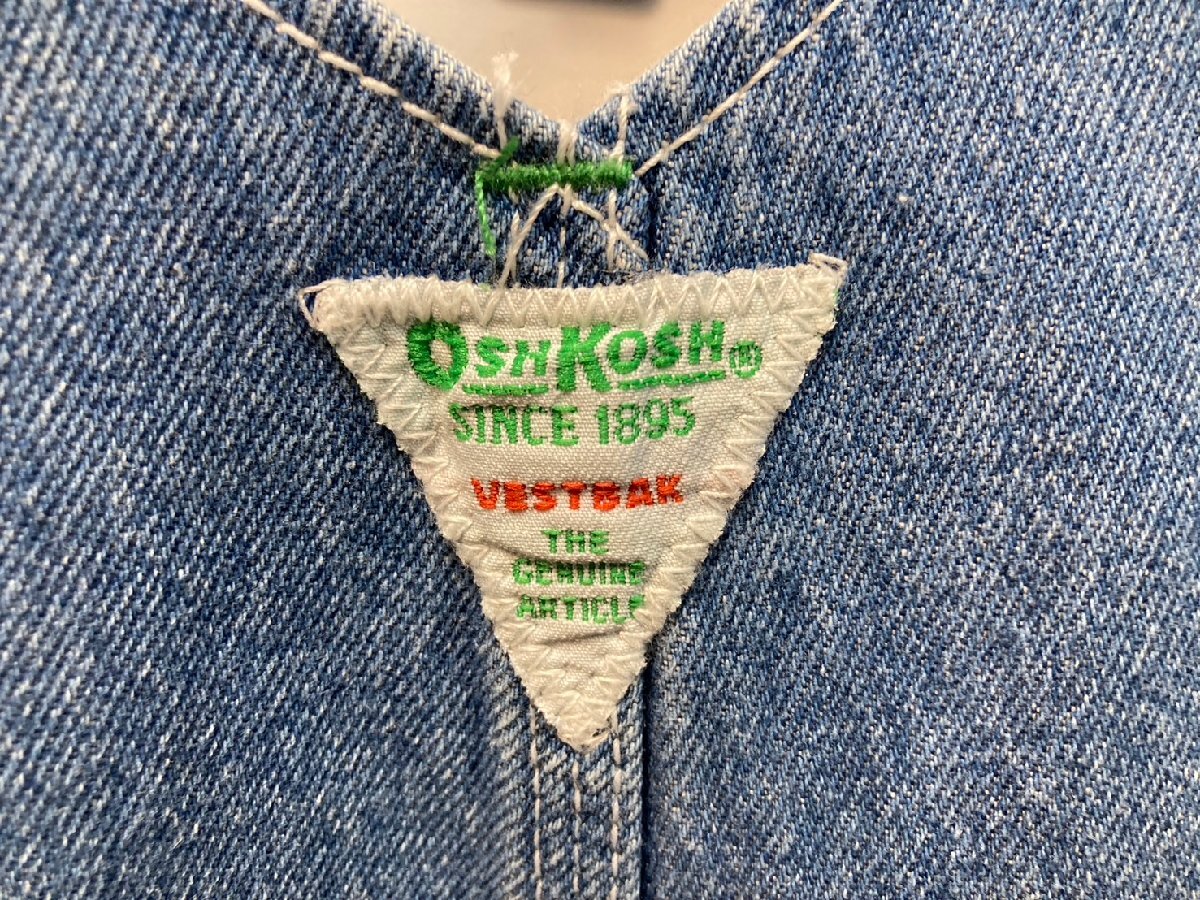 OSHKOSH®
SINCE 1895
VESTBAK
THE
GENUINE
ARTICLE